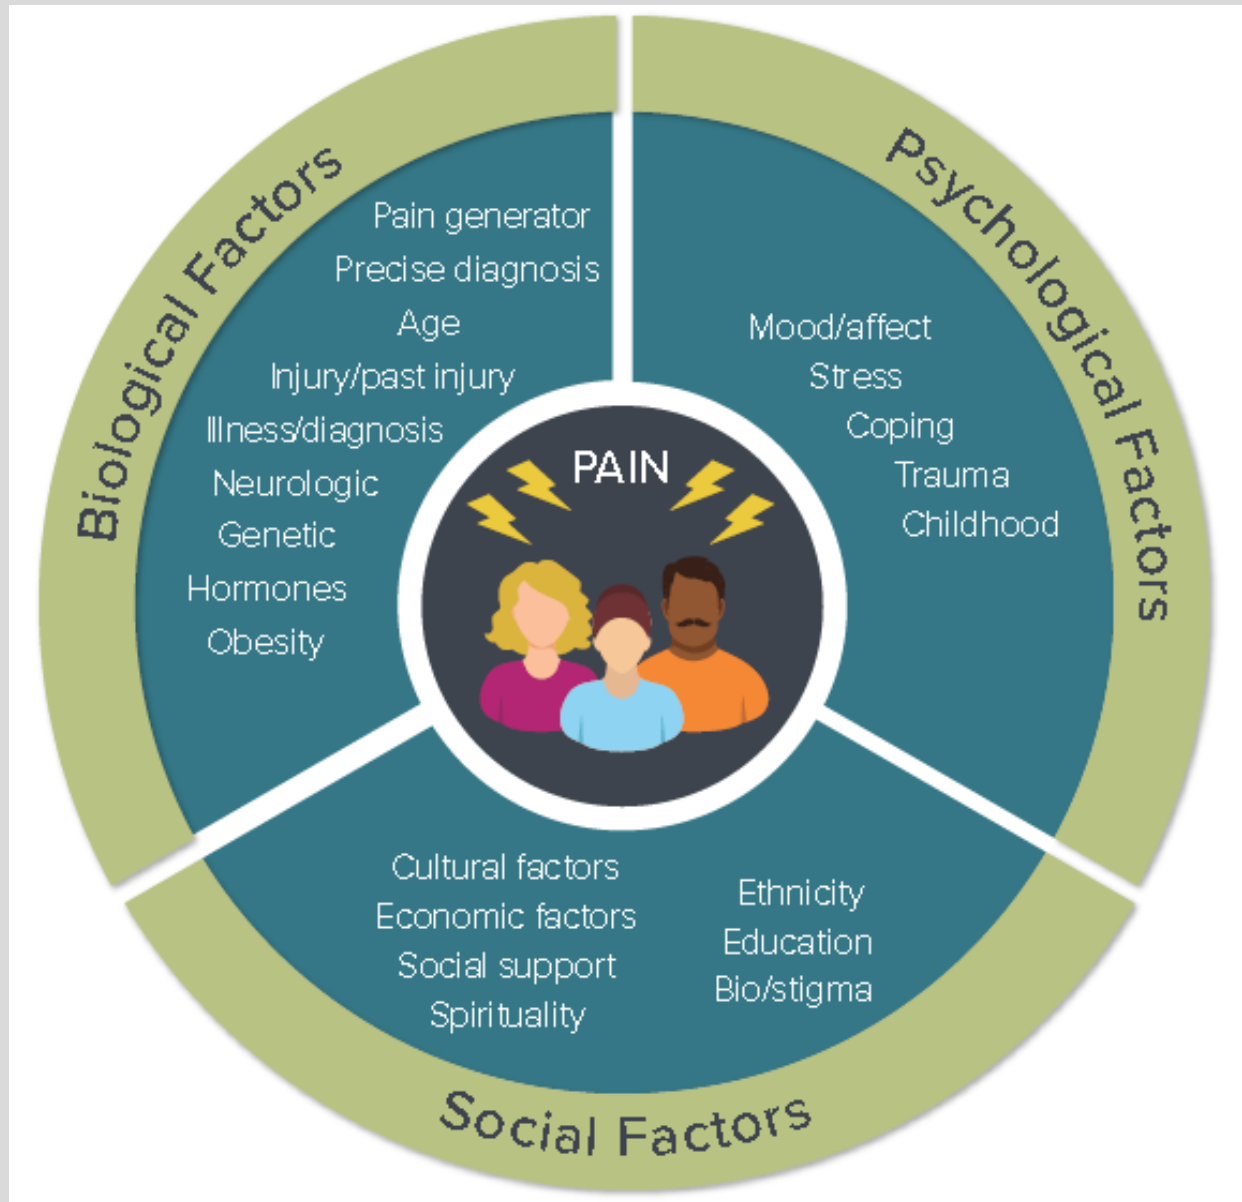 Biological Factors
Pain generator
Precise diagnosis
Age
Injury/past injury
Illness/diagnosis
Neurologic
Genetic
Hormones
Obesity
Psychological Factors
Mood/affect
Stress
Coping
Trauma
Childhood
PAIN
Cultural factors
Economic factors
Social support
Spirituality
Ethnicity
Education
Bio/stigma
Social Factors